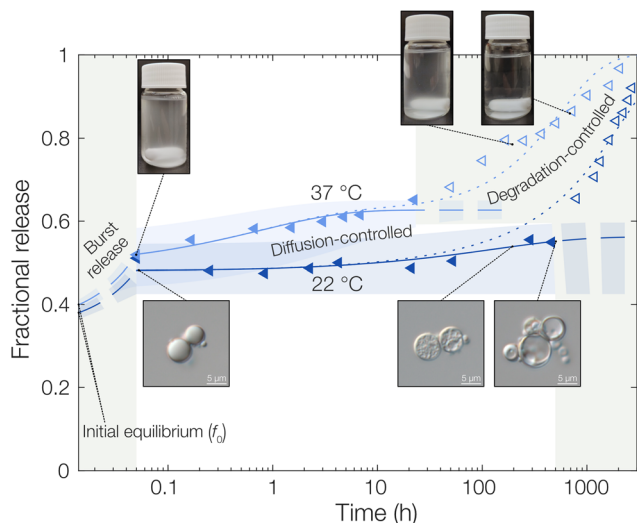 1
0.8
0.6
0.4
0.2
0
Fractional release
Burst
release
37 °C
Diffusion-controlled
22 °C
Degradation-controlled
5 µm
5 µm
5 µm
Initial equilibrium (f0)
0.1
1
10
100
1000
Time (h)